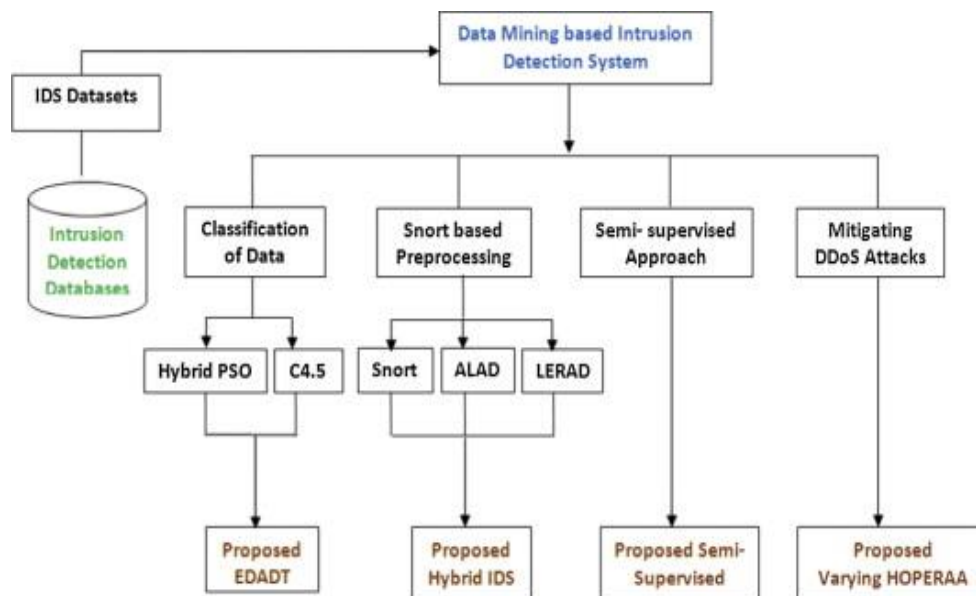 Data Mining based Intrusion
Detection System
IDS Datasets
Intrusion
Detection
Databases
Classification
of Data
Snort based
Preprocessing
Semi- supervised
Approach
Mitigating
DDoS Attacks
Hybrid PSO
C4.5
Snort
ALAD
LERAD
Proposed
EDADT
Proposed
Hybrid IDS
Proposed Semi-
Supervised
Proposed
Varying HOPERAA